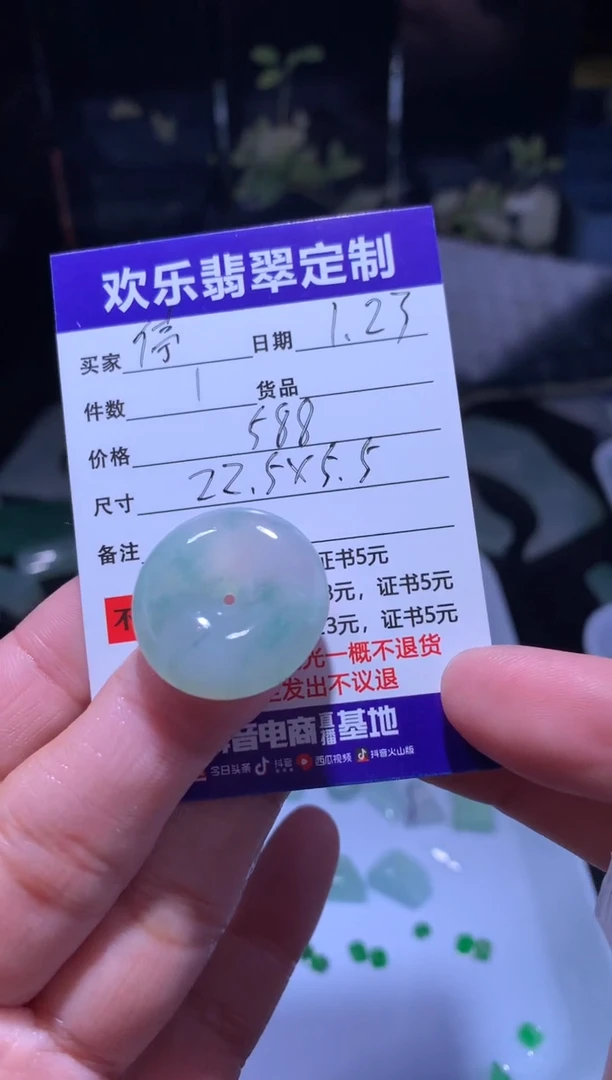 欢乐翡翠定制
买家 停 日期 1.23
件数 1 货品
价格 588
尺寸 22.5×5.5
备注
证书5元
3元，证书5元
3元，证书5元
光一概不退货
发出不议退
音电商直播基地
今日头条 抖音 西瓜视频 抖音火山版